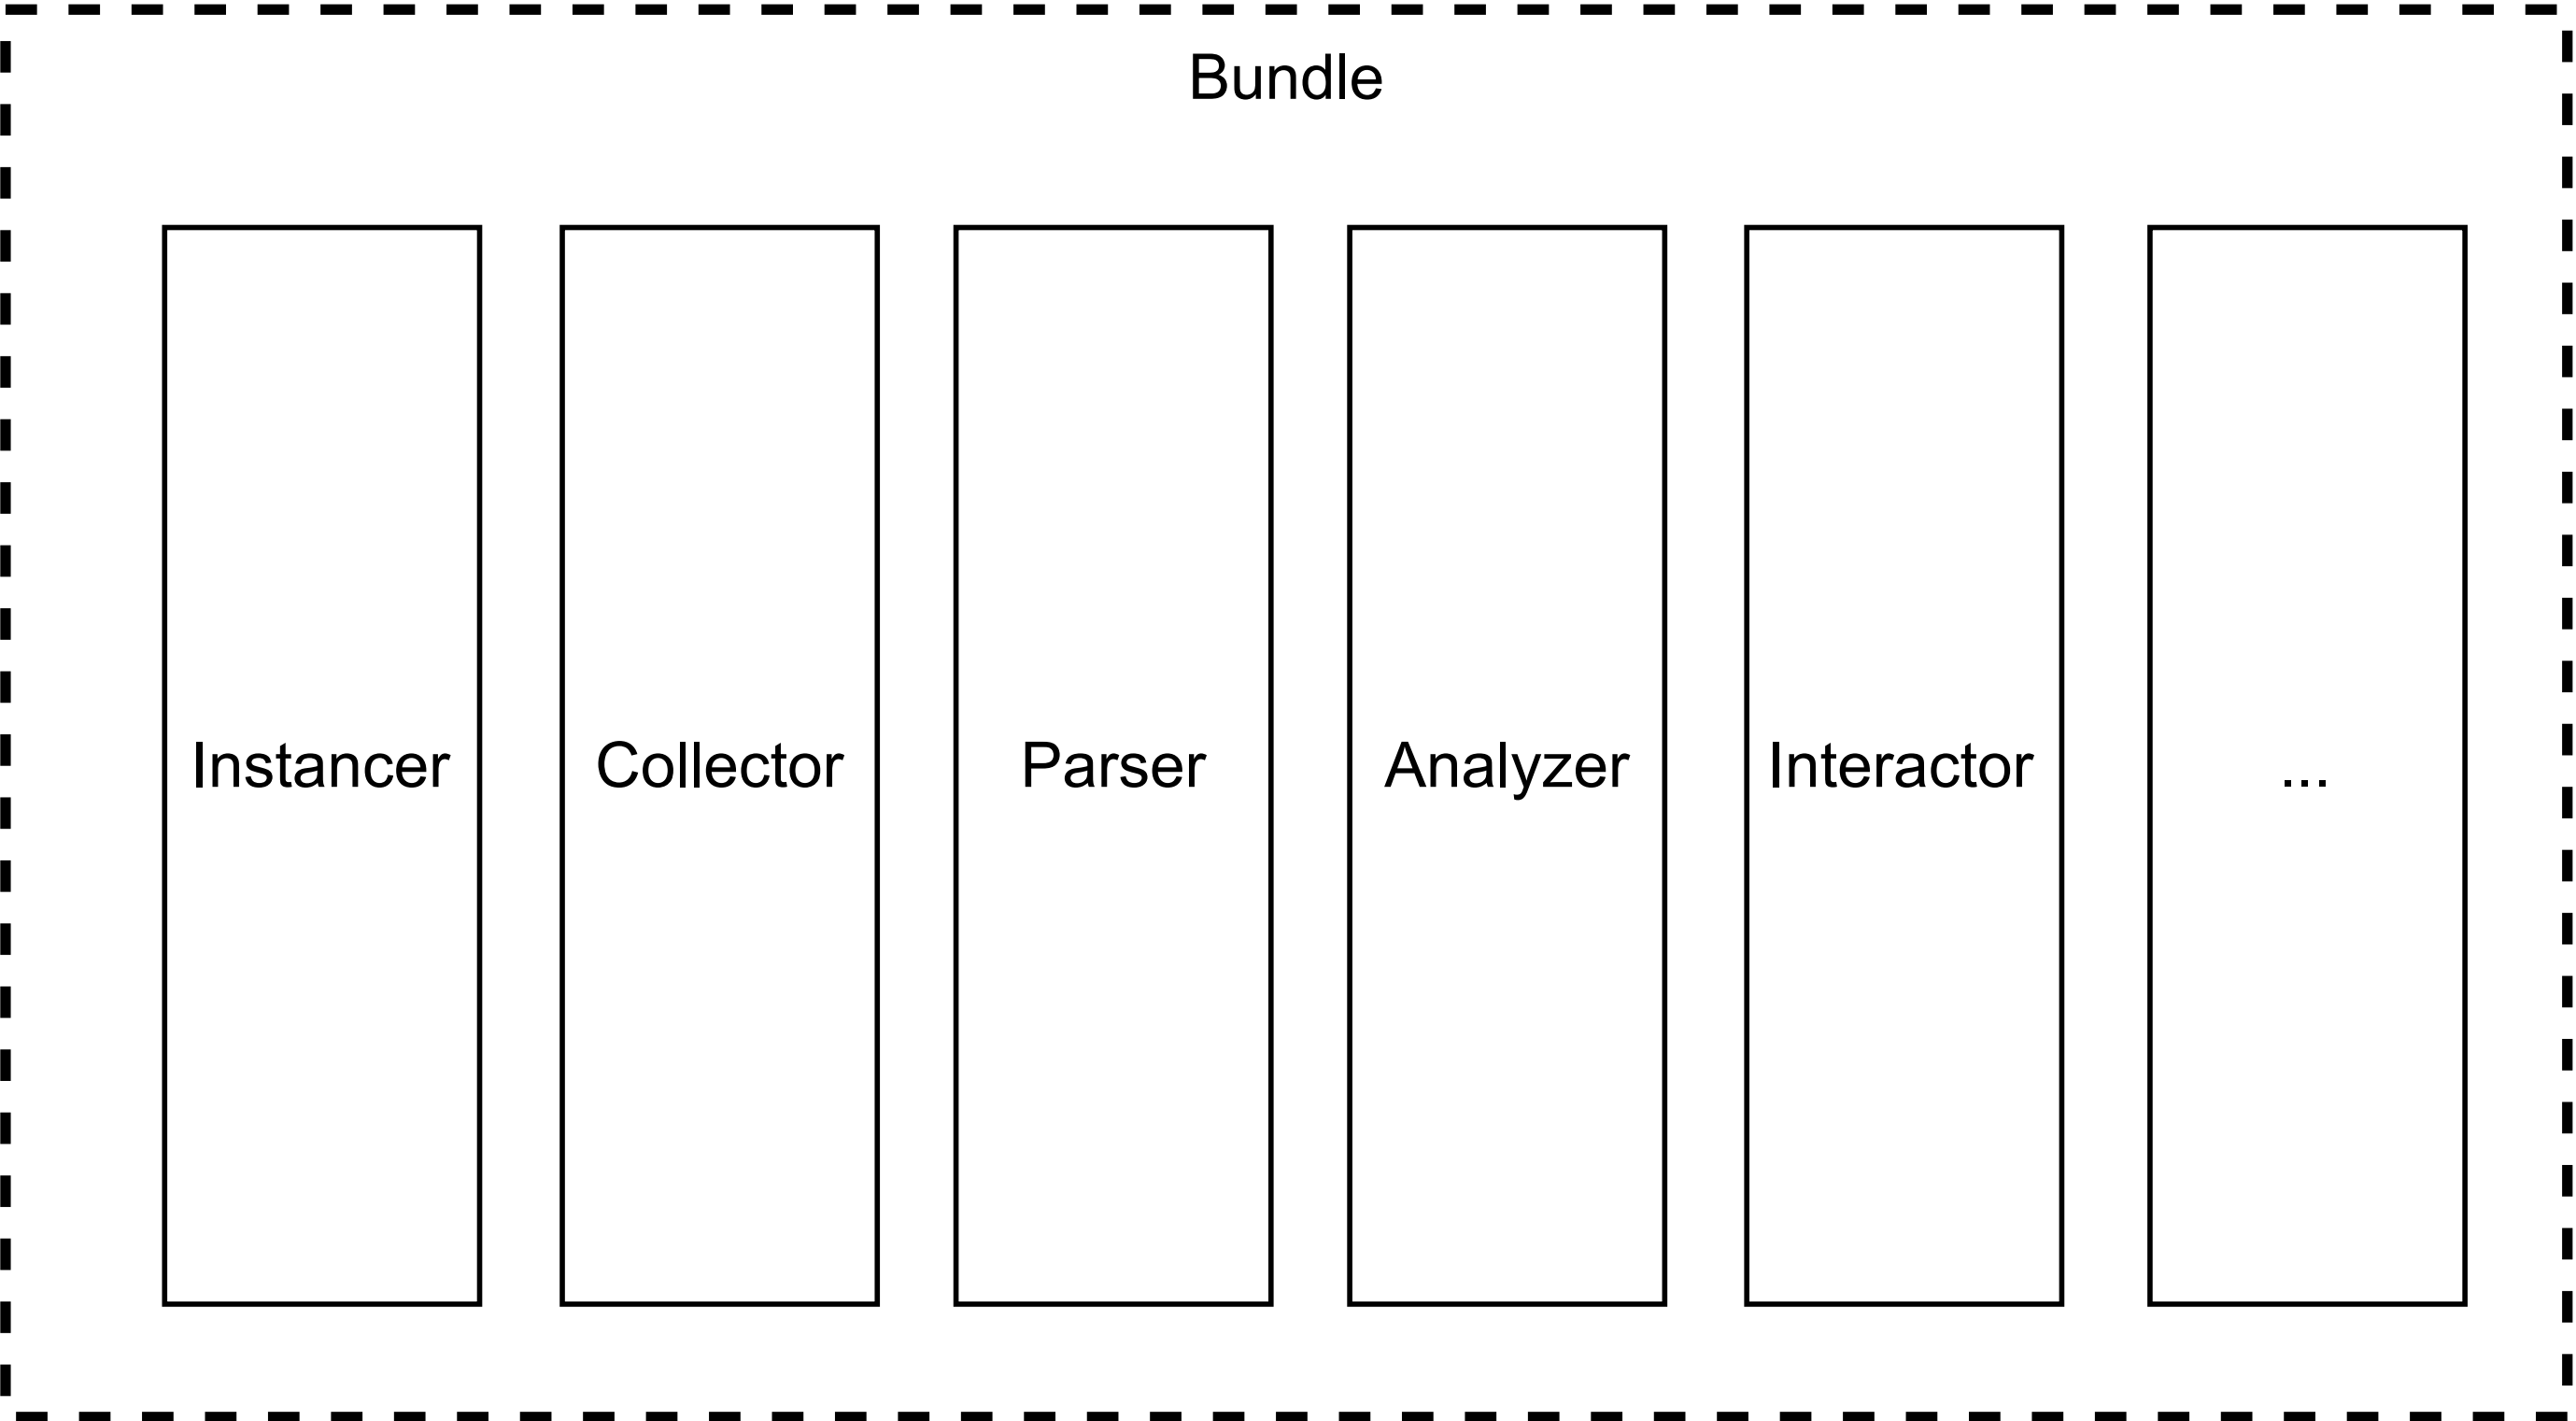 Bundle
Instancer
Collector
Parser
Analyzer
Interactor
...